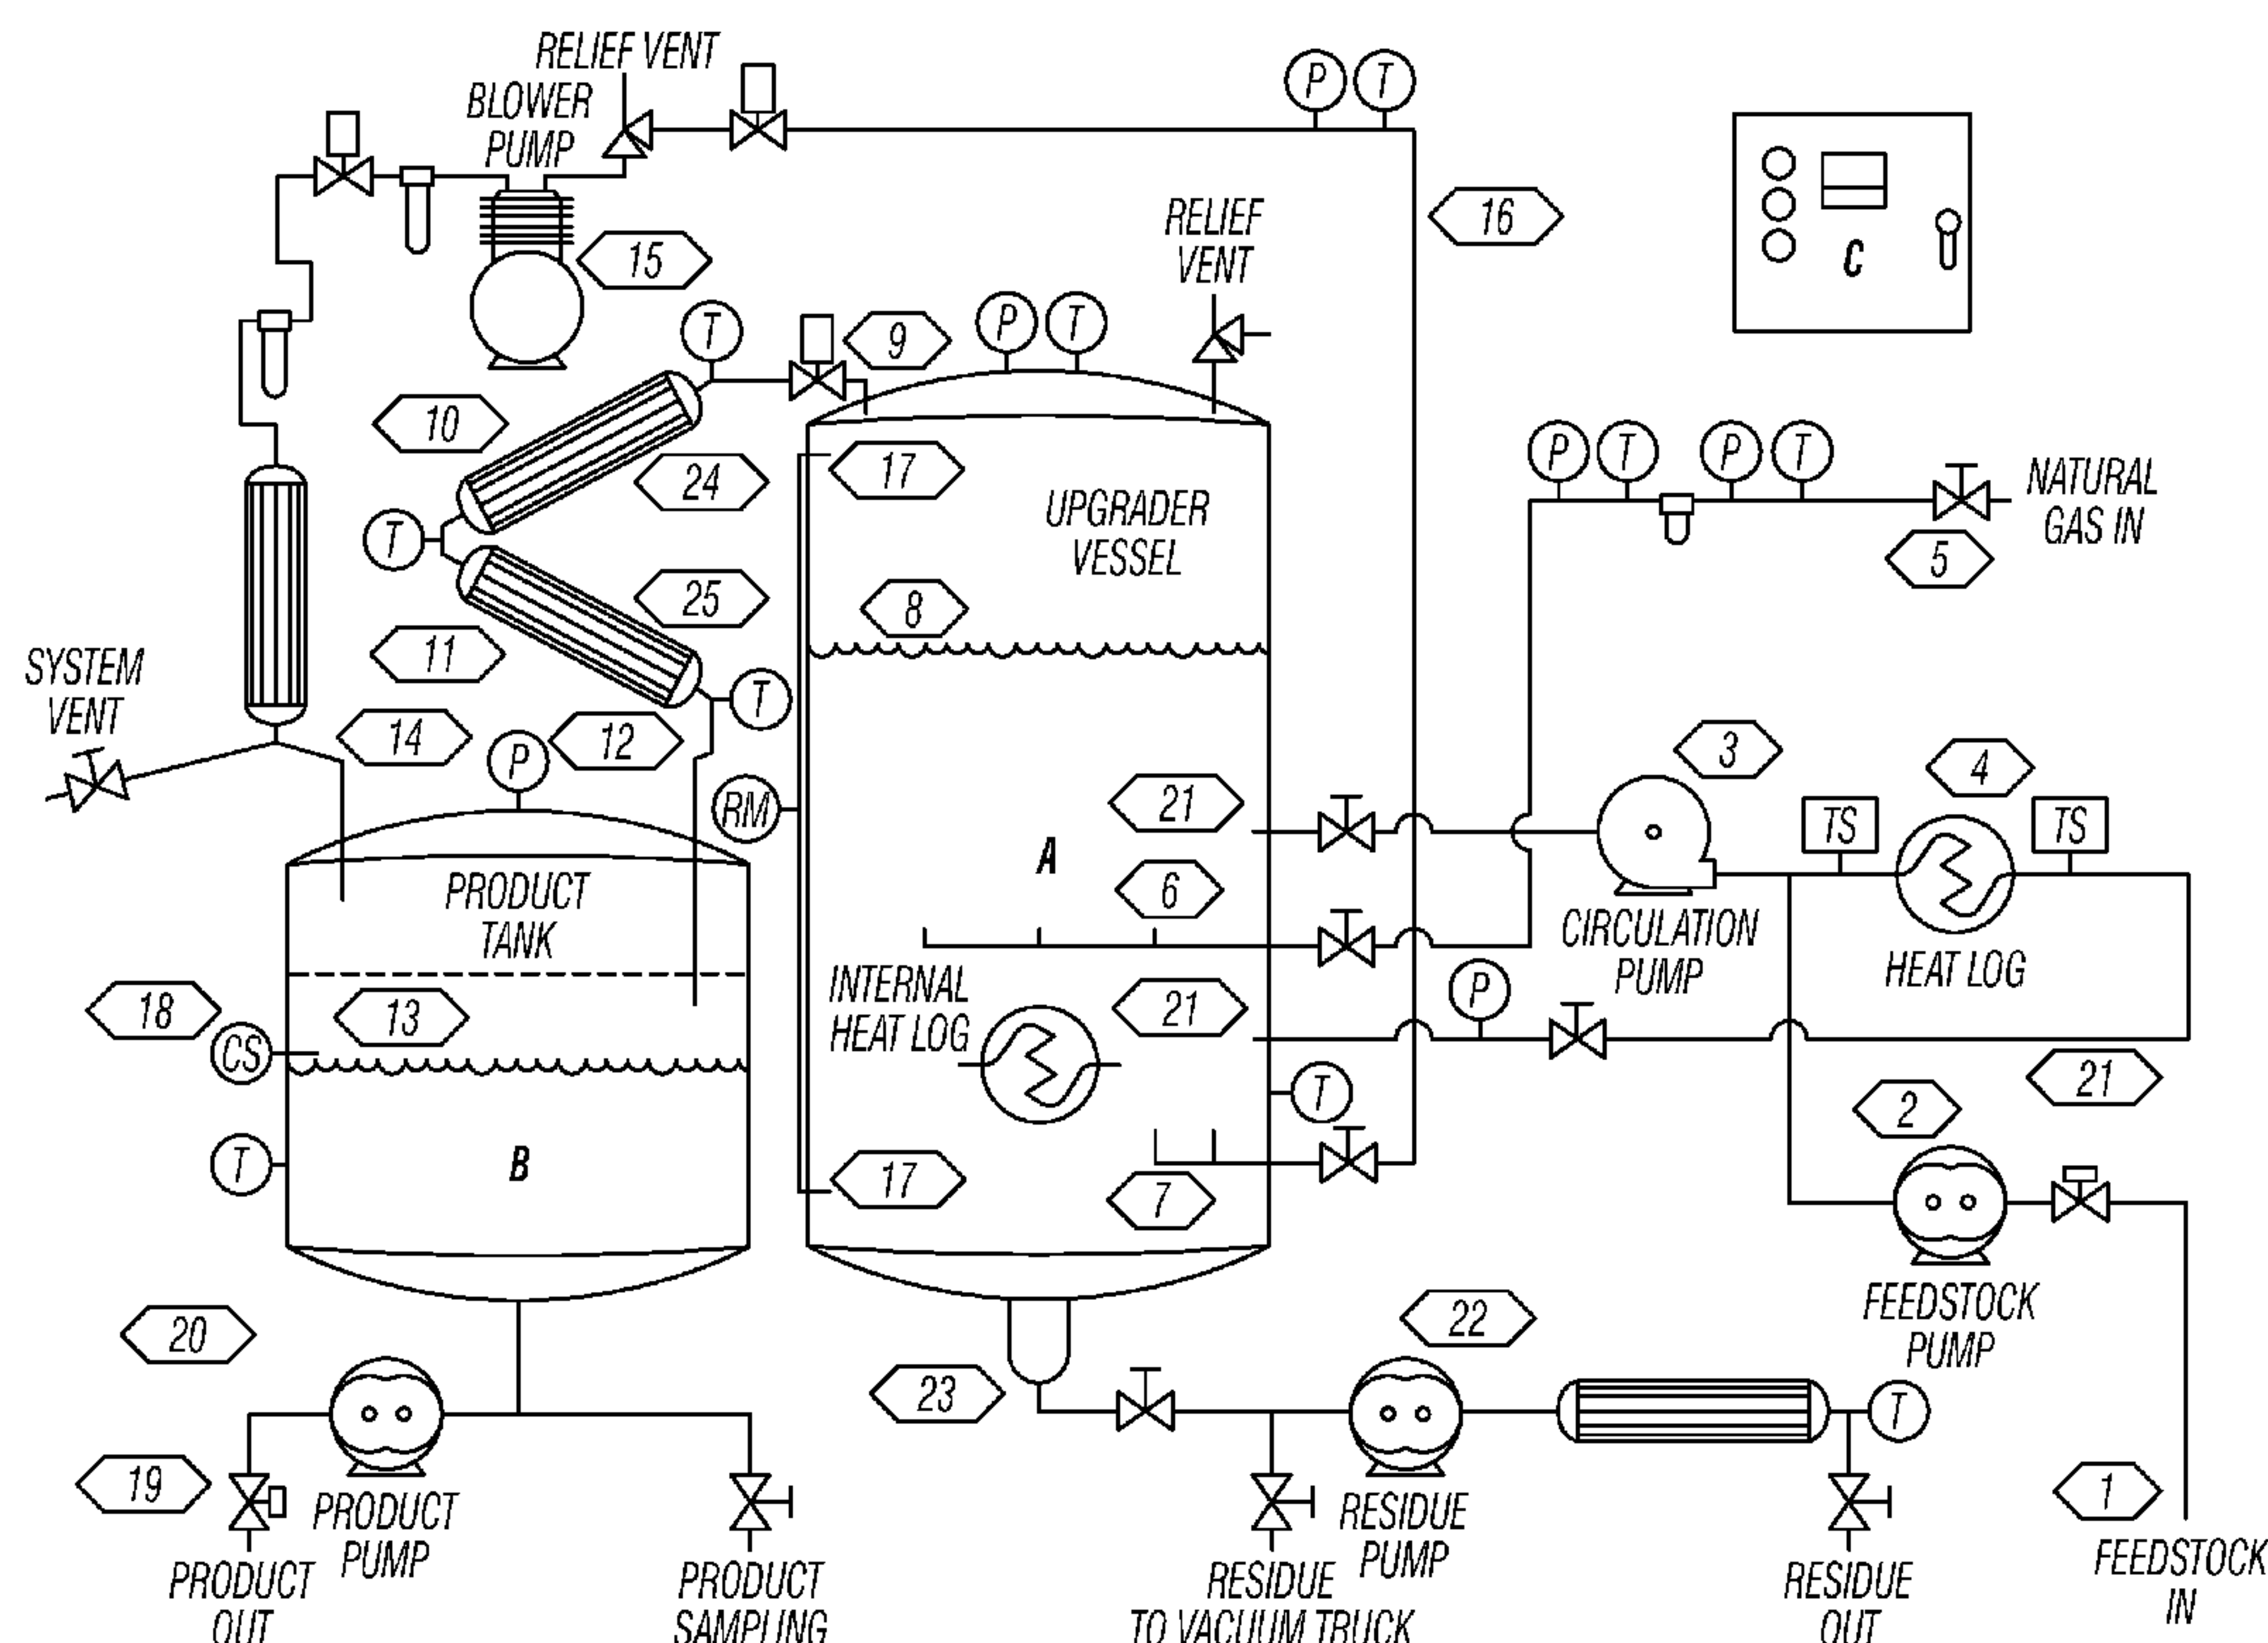 RELIEF VENT
BLOWER
PUMP
P
T
16
C
15
RELIEF
VENT
T
9
P
T
10
24
17
UPGRADER
VESSEL
P
T
P
T
NATURAL
GAS IN
5
T
25
8
11
SYSTEM
VENT
14
12
T
P
RM
3
4
21
TS
TS
A
6
PRODUCT
TANK
CIRCULATION
PUMP
HEAT LOG
INTERNAL
HEAT LOG
21
P
18
13
CS
21
T
2
T
B
17
7
FEEDSTOCK
PUMP
20
22
23
T
19
1
PRODUCT
PUMP
RESIDUE
PUMP
PRODUCT
OUT
PRODUCT
SAMPLING
RESIDUE
TO VACUUM TRUCK
RESIDUE
OUT
FEEDSTOCK
IN